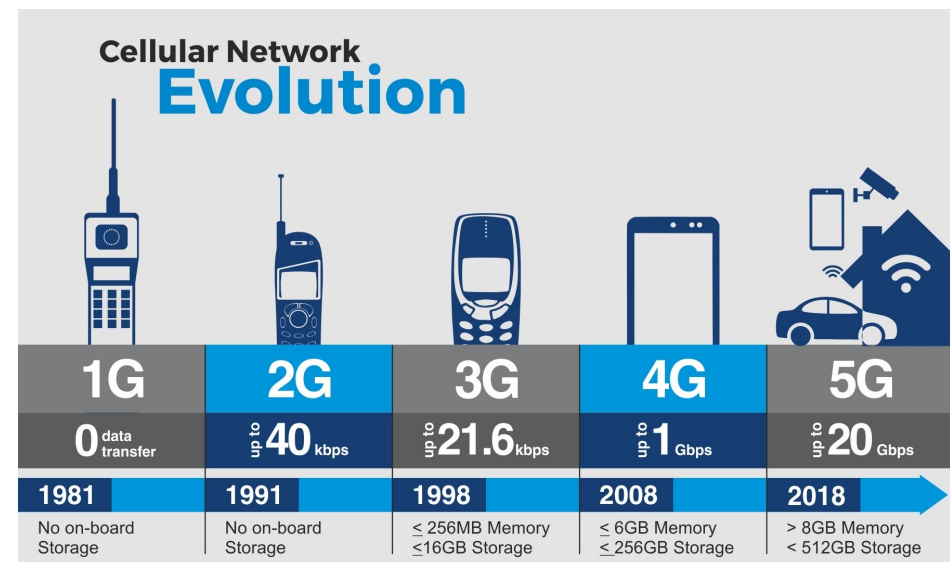 Cellular Network
Evolution
1G
2G
3G
4G
5G
0 data transfer
up to 40 kbps
up to 21.6 kbps
up to 1 Gbps
up to 20 Gbps
1981
1991
1998
2008
2018
No on-board
Storage
No on-board
Storage
≤ 256MB Memory
≤16GB Storage
≤ 6GB Memory
≤ 256GB Storage
> 8GB Memory
< 512GB Storage